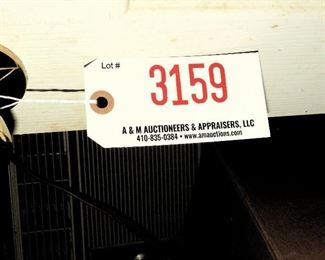 Lot #
3159
A & M AUCTIONEERS & APPRAISERS, LLC
410-835-0384 • www.amauctions.com